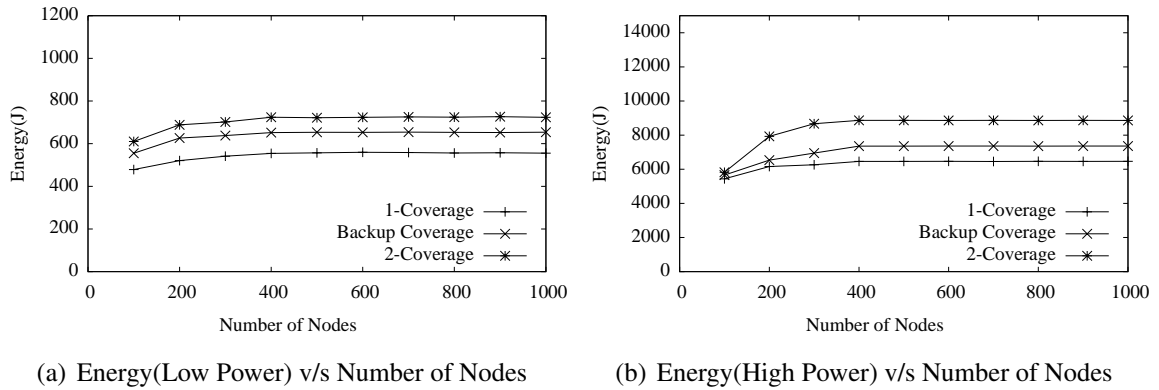 1200
1000
800
600
400
200
0
Energy(J)
1-Coverage
Backup Coverage
2-Coverage
0 200 400 600 800 1000
Number of Nodes
(a) Energy(Low Power) v/s Number of Nodes
14000
12000
10000
8000
6000
4000
2000
0
Energy(J)
1-Coverage
Backup Coverage
2-Coverage
0 200 400 600 800 1000
Number of Nodes
(b) Energy(High Power) v/s Number of Nodes